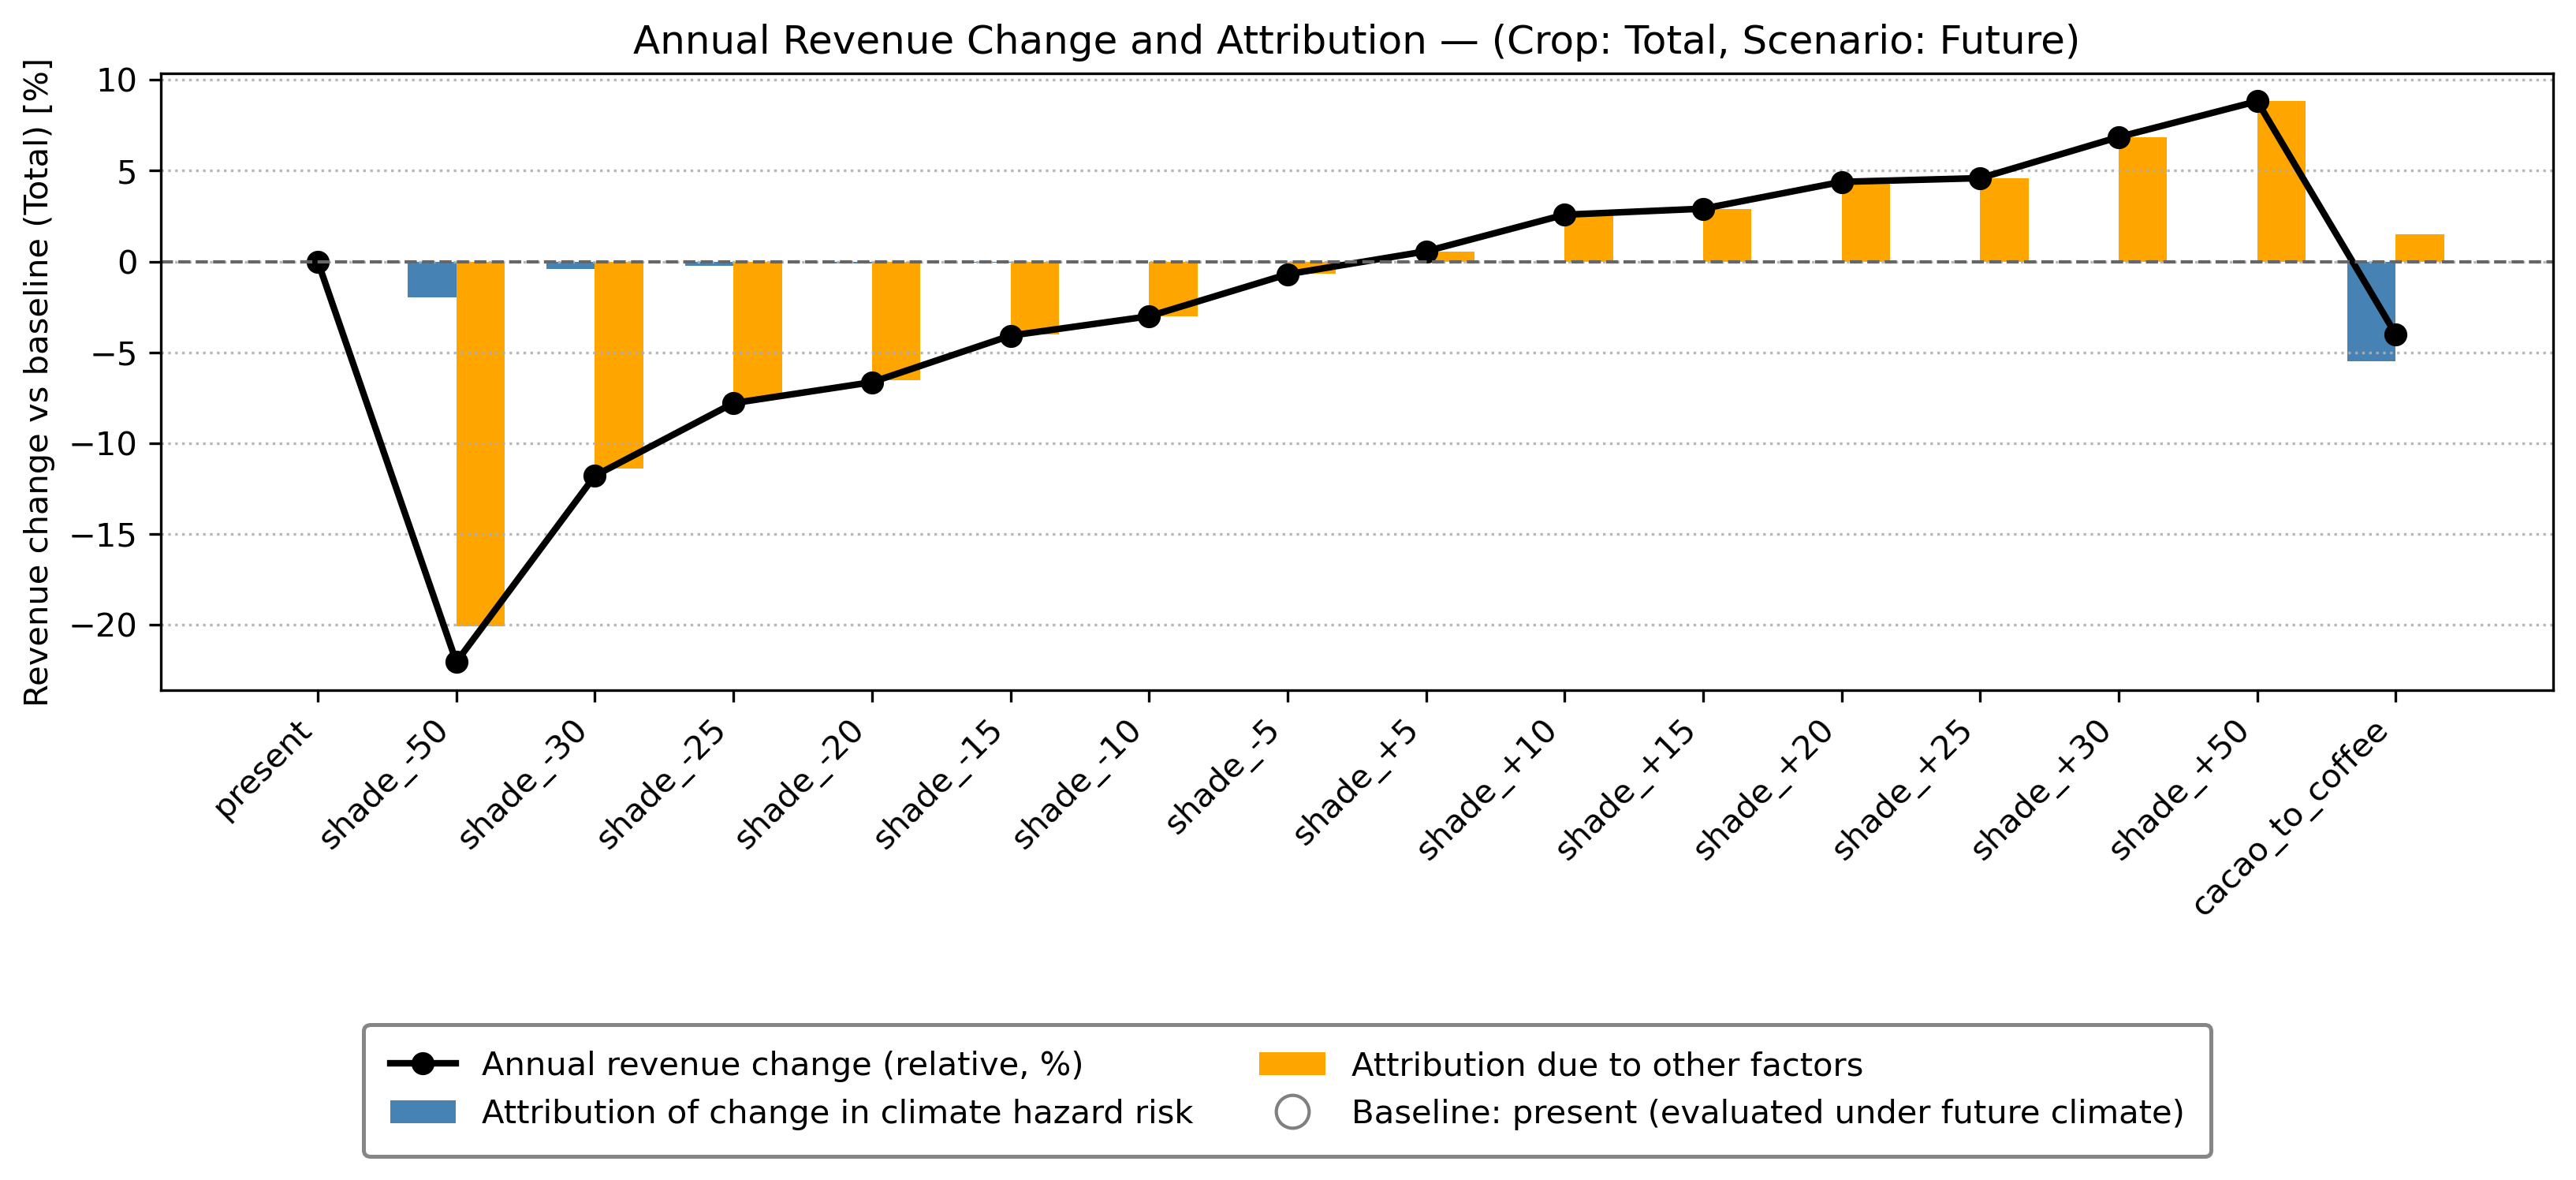 Annual Revenue Change and Attribution — (Crop: Total, Scenario: Future)
Revenue change vs baseline (Total) [%]
10
5
0
−5
−10
−15
−20
present
shade_-50
shade_-30
shade_-25
shade_-20
shade_-15
shade_-10
shade_-5
shade_+5
shade_+10
shade_+15
shade_+20
shade_+25
shade_+30
shade_+50
cacao_to_coffee
Annual revenue change (relative, %)
Attribution of change in climate hazard risk
Attribution due to other factors
Baseline: present (evaluated under future climate)